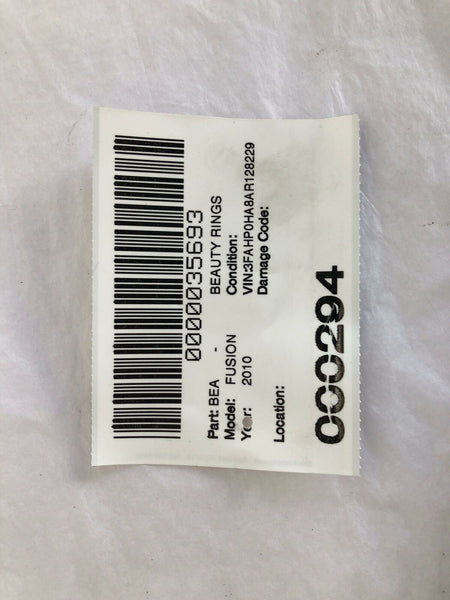 0000035693
Part: BEA - BEAUTY RINGS
Model: FUSION Condition:
Year: 2010 VIN:3FAHP0HA8AR128229
Damage Code:
Location:
000294